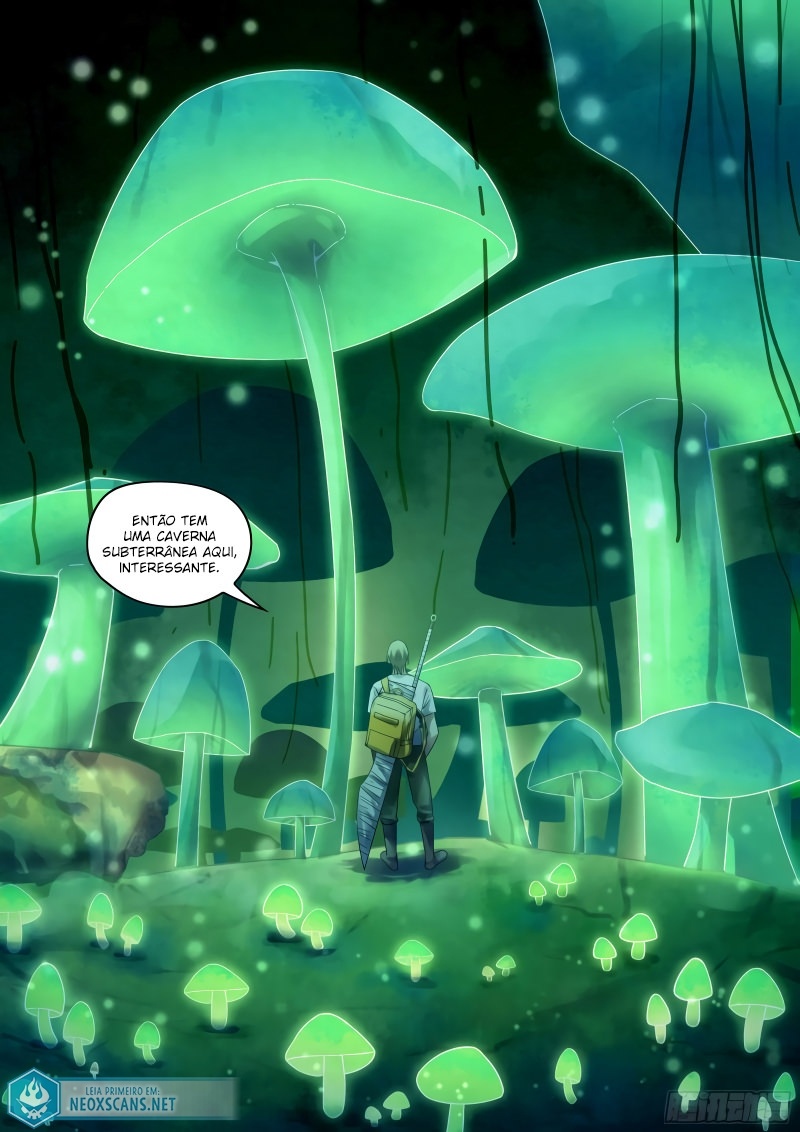 ENTÃO TEM
UMA CAVERNA
SUBTERRÂNEA AQUI,
INTERESSANTE.
LEIA PRIMEIRO EM:
NEOXSCANS.NET